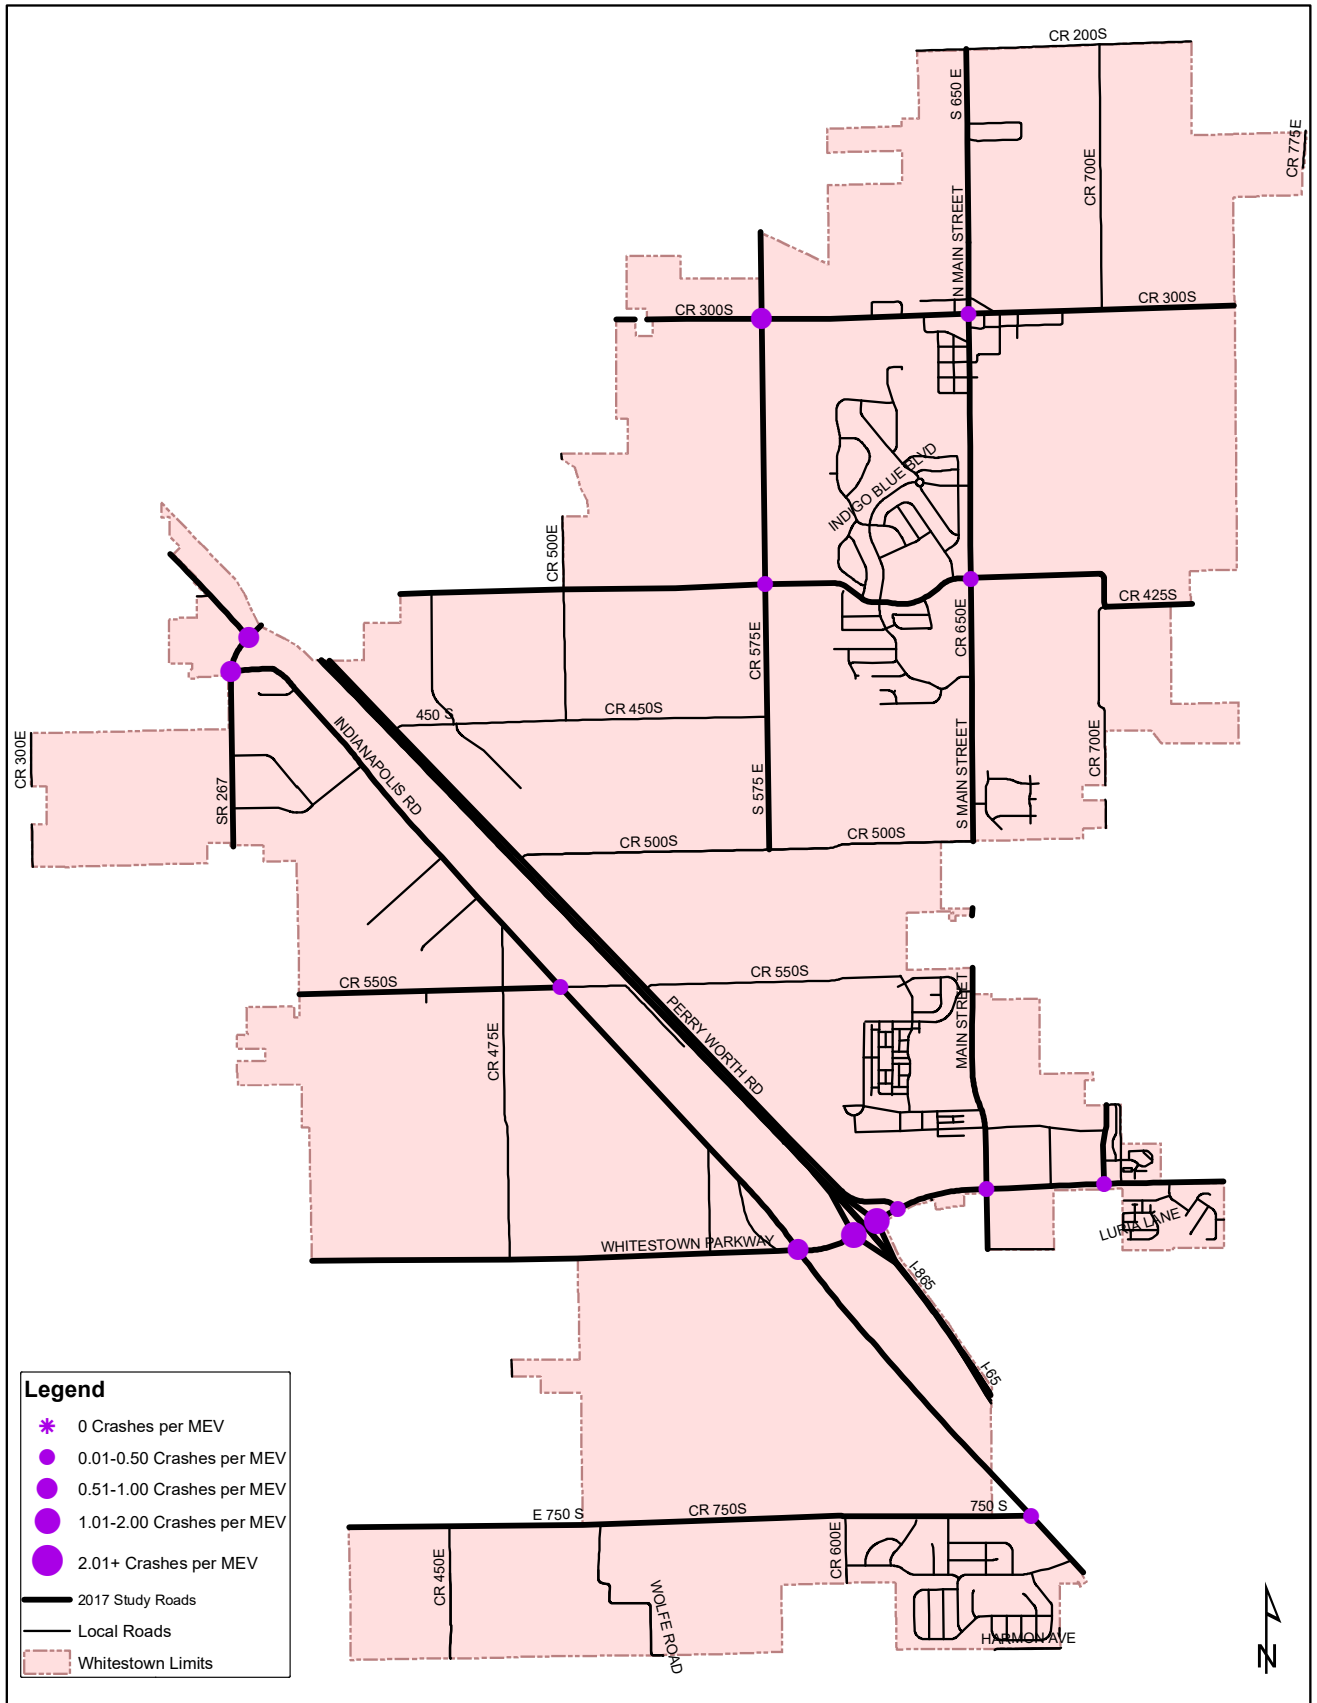 CR 200S
S 650 E
CR 775E
CR 700E
N MAIN STREET
CR 300S
CR 300S
INDIGO BLUE BLVD
CR 500E
CR 425S
CR 575E
CR 650E
450 S
CR 450S
INDIANAPOLIS RD
CR 300E
CR 700E
SR 267
S 575 E
S MAIN STREET
CR 500S
CR 500S
CR 550S
CR 550S
MAIN STREET
PERRY WORTH RD
CR 475E
LURIA LANE
WHITESTOWN PARKWAY
I-865
I-65
E 750 S
CR 750S
750 S
CR 450E
CR 600E
WOLFE ROAD
HARMON AVE
Legend
0 Crashes per MEV
0.01-0.50 Crashes per MEV
0.51-1.00 Crashes per MEV
1.01-2.00 Crashes per MEV
2.01+ Crashes per MEV
2017 Study Roads
Local Roads
Whitestown Limits
N